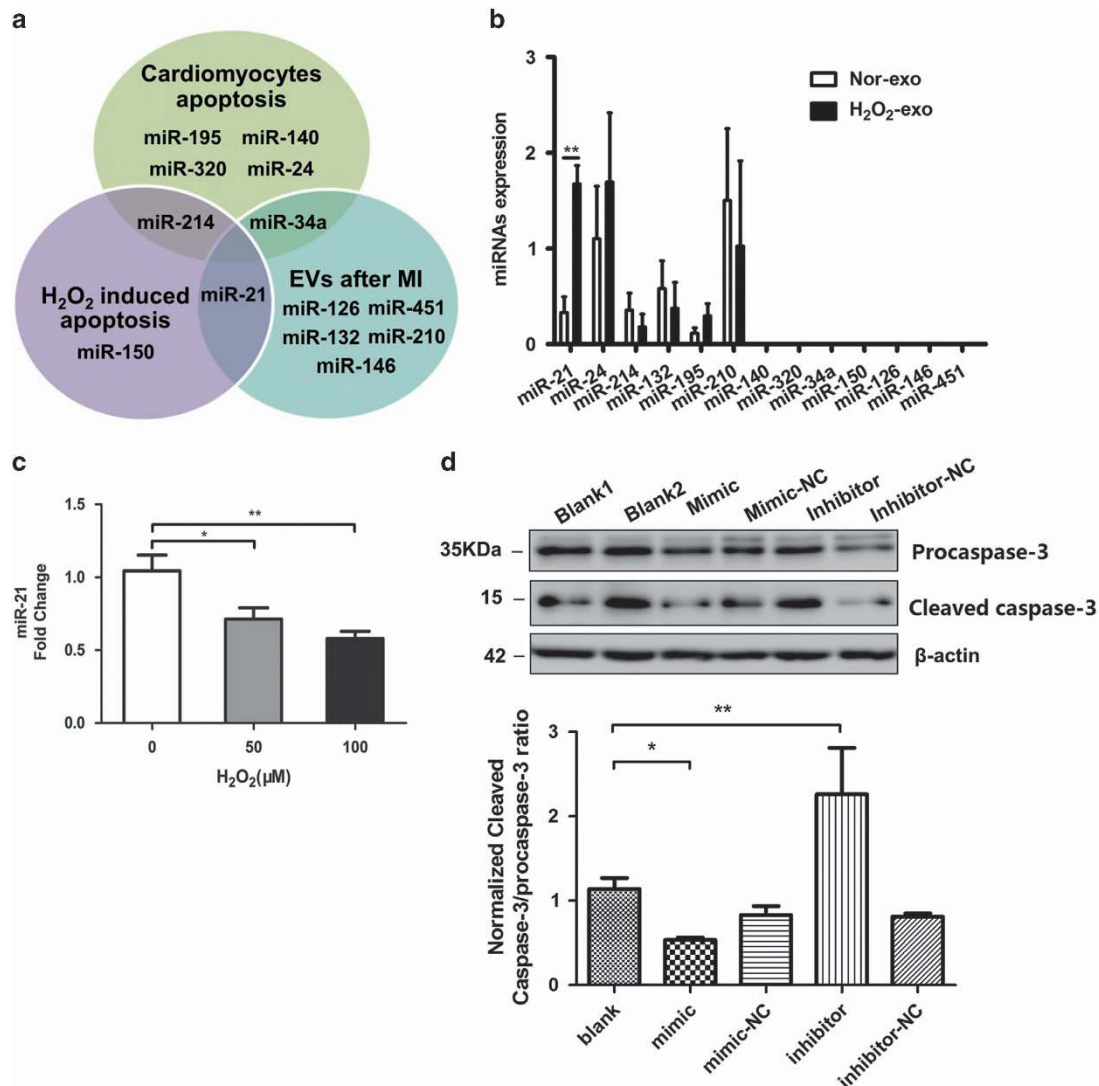 a
Cardiomyocytes
apoptosis
miR-195 miR-140
miR-320 miR-24
miR-214 miR-34a
H₂O₂ induced
apoptosis
miR-150
miR-21
EVs after MI
miR-126 miR-451
miR-132 miR-210
miR-146
b
miRNAs expression
3
2
1
0
**
Nor-exo
H₂O₂-exo
miR-21
miR-24
miR-214
miR-132
miR-195
miR-210
miR-140
miR-320
miR-34a
miR-150
miR-126
miR-146
miR-451
c
miR-21
Fold Change
1.5
1.0
0.5
0.0
**
*
0 50 100
H₂O₂(μM)
d
Blank1 Blank2 Mimic Mimic-NC Inhibitor Inhibitor-NC
35KDa – Procaspase-3
15 – Cleaved caspase-3
42 – β-actin
Normalized Cleaved
Caspase-3/procaspase-3 ratio
3
2
1
0
**
*
blank
mimic
mimic-NC
inhibitor
inhibitor-NC